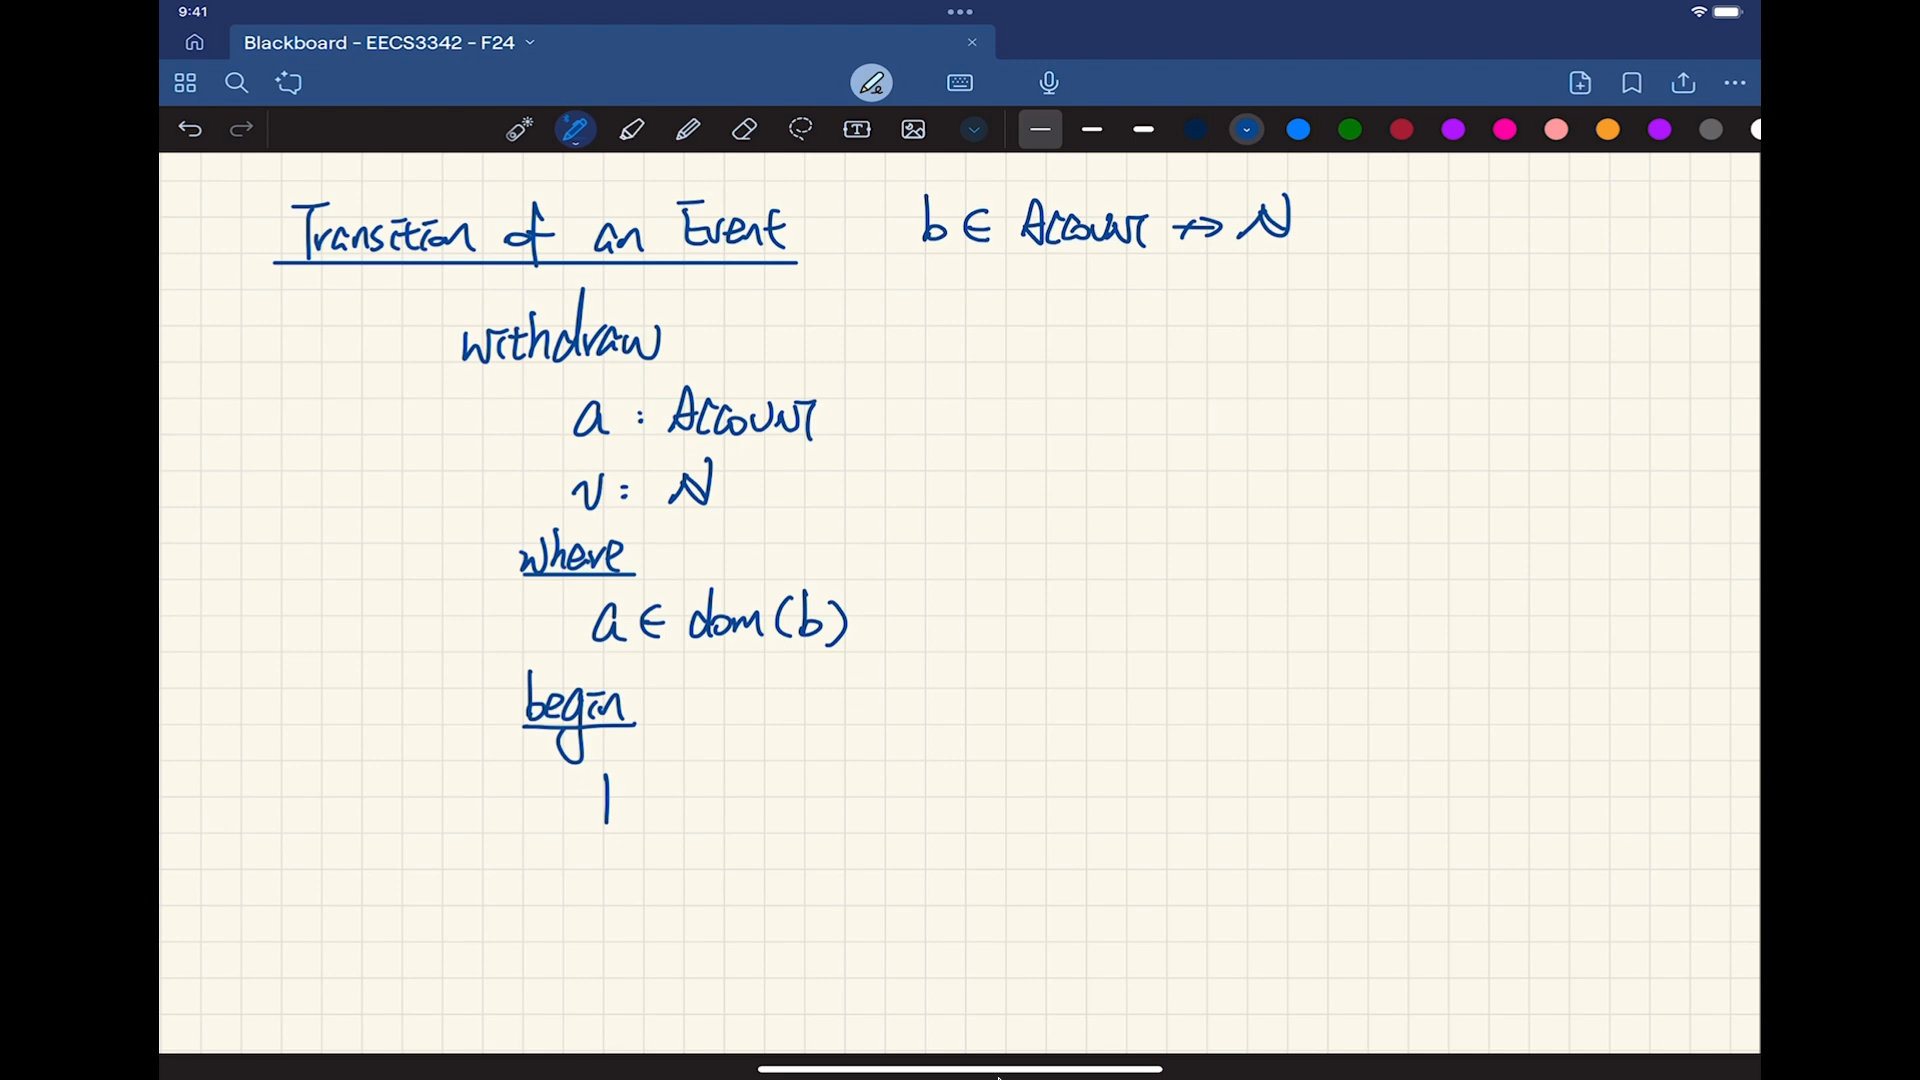 9:41
Blackboard - EECS3342 - F24
Transition of an Event
b ∈ Account ⇸ ℕ
withdraw
a : Account
v : ℕ
where
a ∈ dom(b)
begin